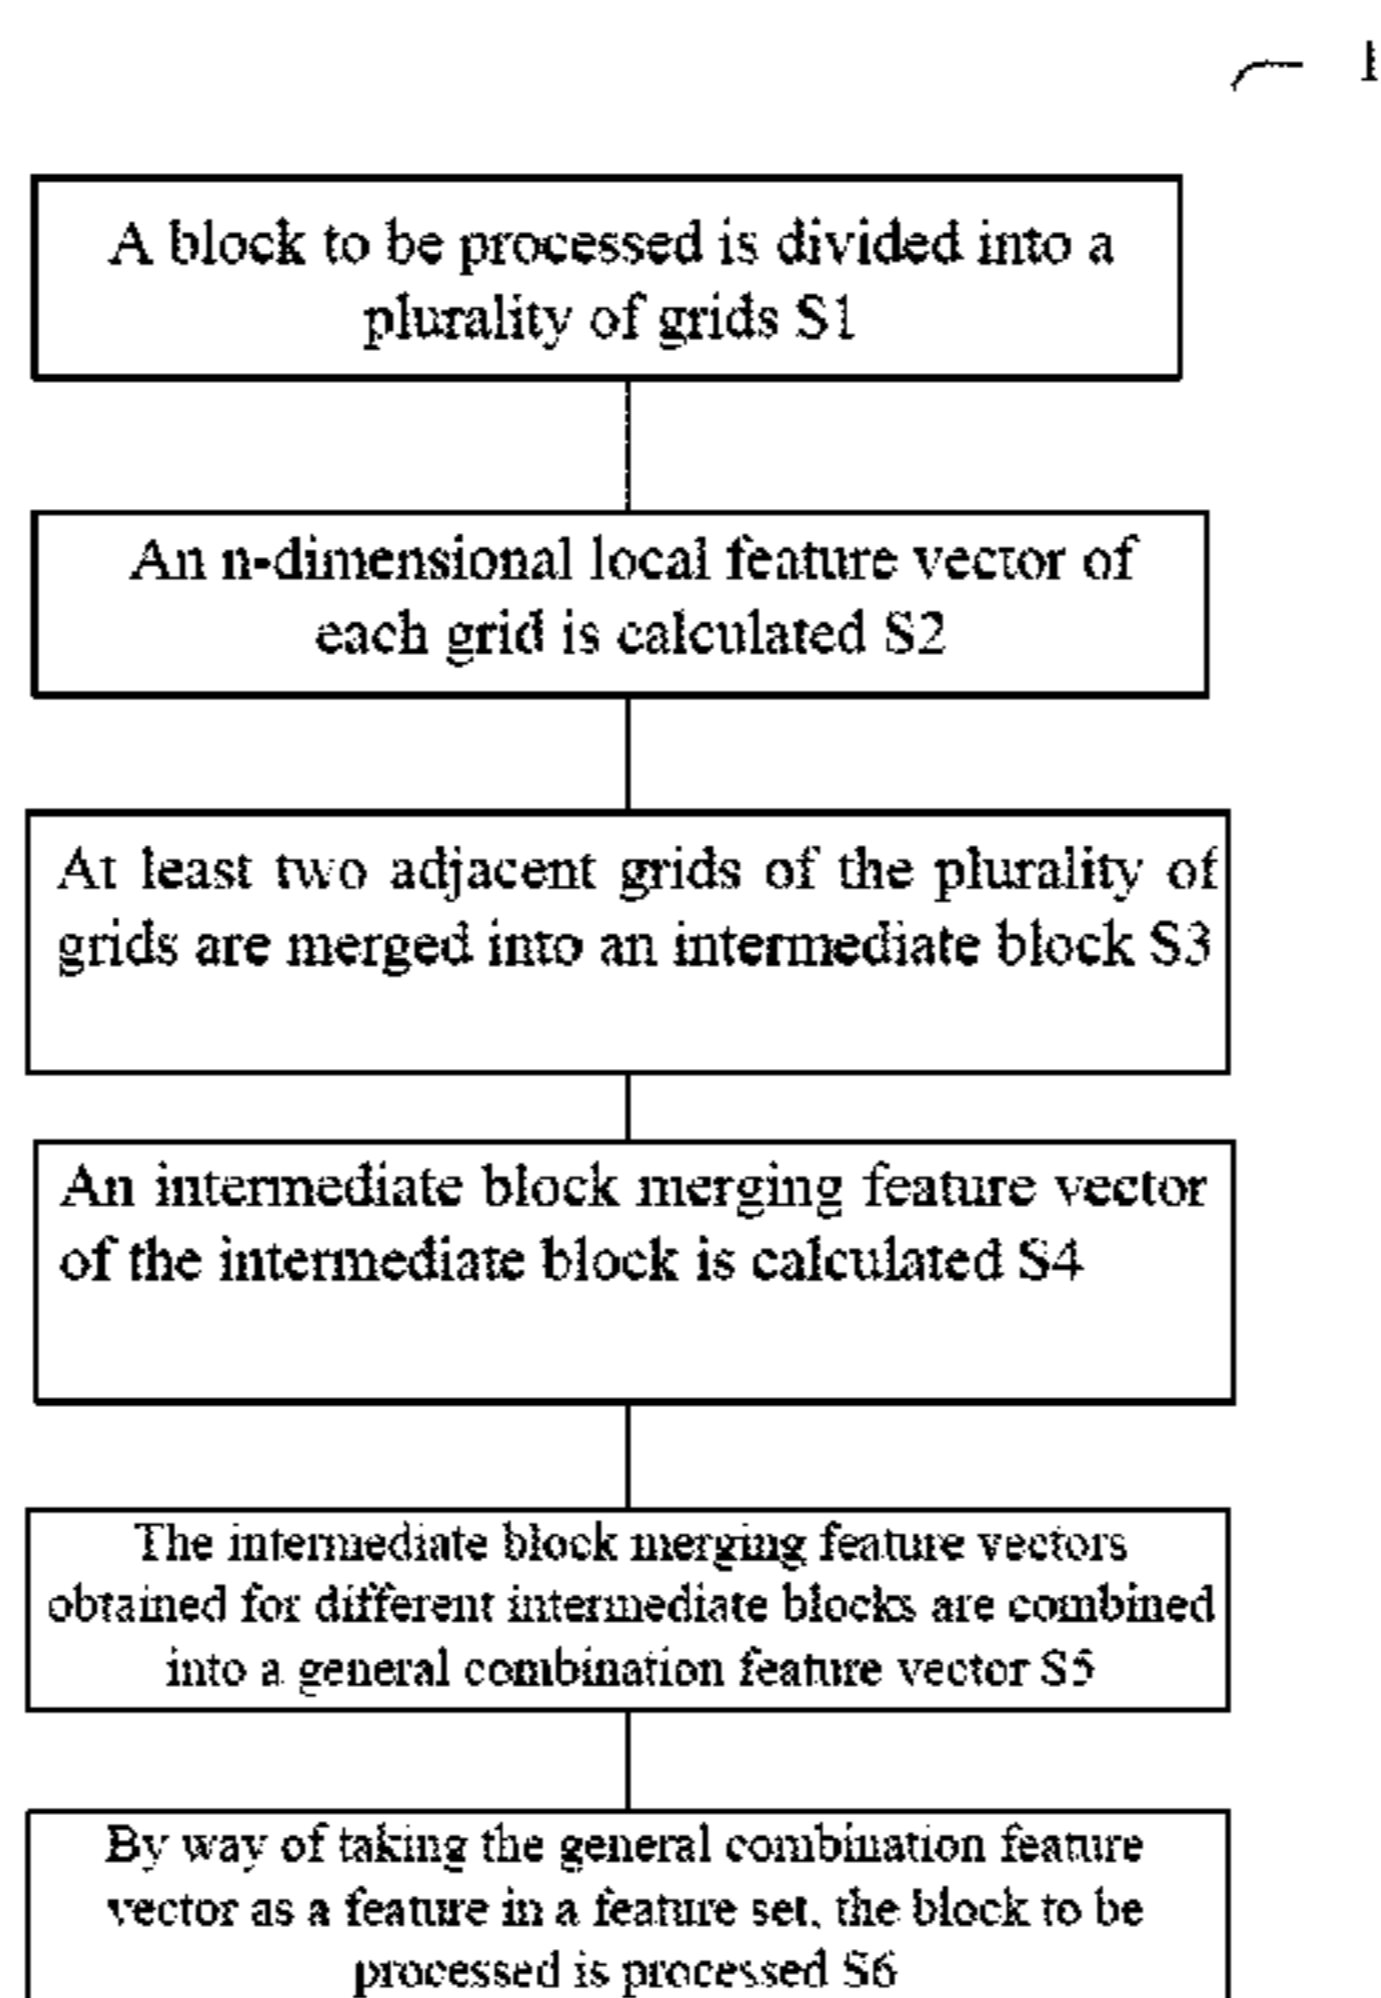 A block to be processed is divided into a
plurality of grids S1
An n-dimensional local feature vector of
each grid is calculated S2
At least two adjacent grids of the plurality of
grids are merged into an intermediate block S3
An intermediate block merging feature vector
of the intermediate block is calculated S4
The intermediate block merging feature vectors
obtained for different intermediate blocks are combined
into a general combination feature vector S5
By way of taking the general combination feature
vector as a feature in a feature set, the block to be
processed is processed S6